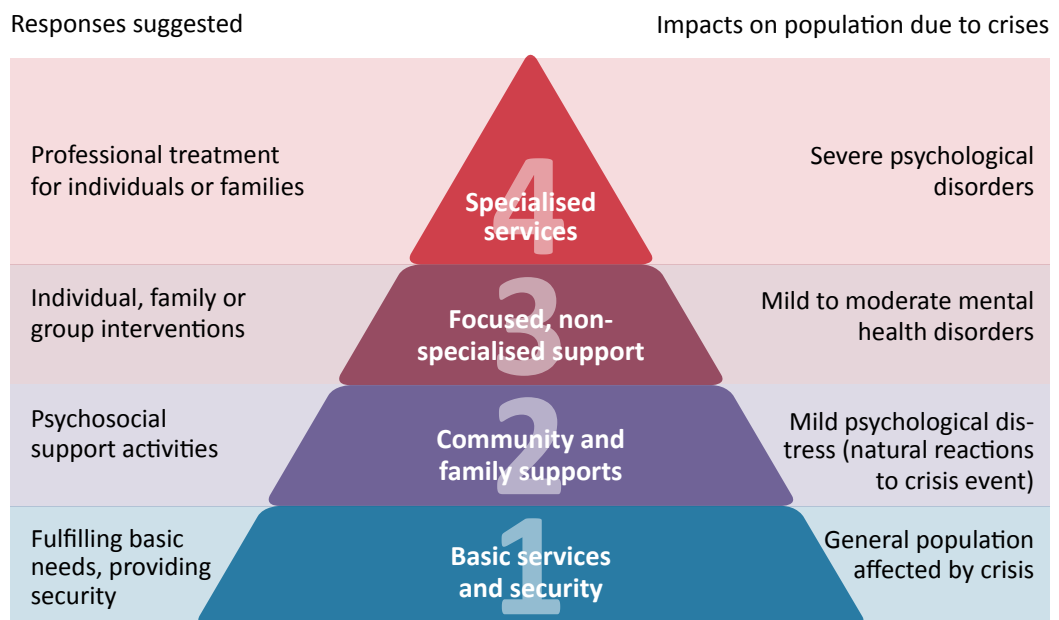 Responses suggested
Impacts on population due to crises
Professional treatment
for individuals or families
4
Specialised
services
Severe psychological
disorders
Individual, family or
group interventions
3
Focused, non-
specialised support
Mild to moderate mental
health disorders
Psychosocial
support activities
2
Community and
family supports
Mild psychological dis-
tress (natural reactions
to crisis event)
Fulfilling basic
needs, providing
security
1
Basic services
and security
General population
affected by crisis